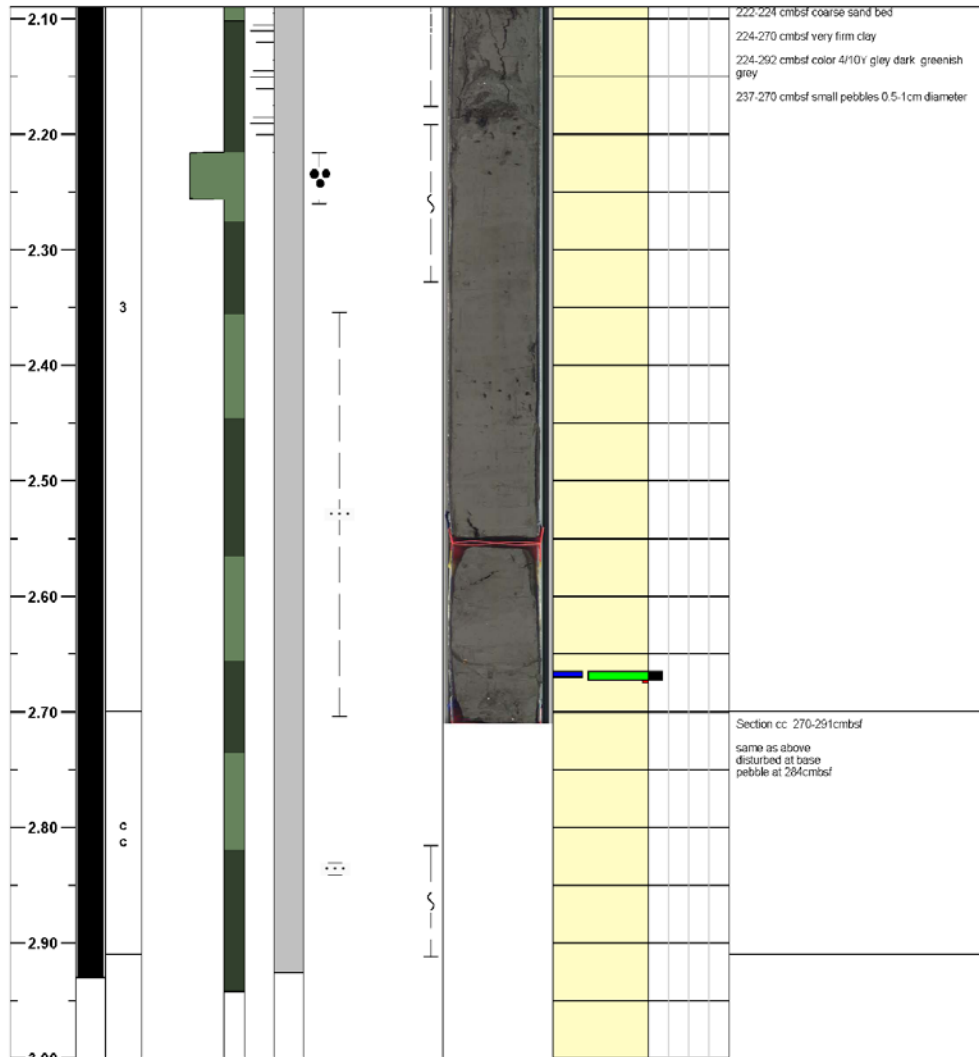 2.10
2.20
2.30
2.40
2.50
2.60
2.70
2.80
2.90
3.00
3
c
c
222-224 cmbsf coarse sand bed
224-270 cmbsf very firm clay
224-292 cmbsf color 4/10Y gley dark greenish
grey
237-270 cmbsf small pebbles 0.5-1cm diameter
Section cc 270-291cmbsf
same as above
disturbed at base
pebble at 284cmbsf